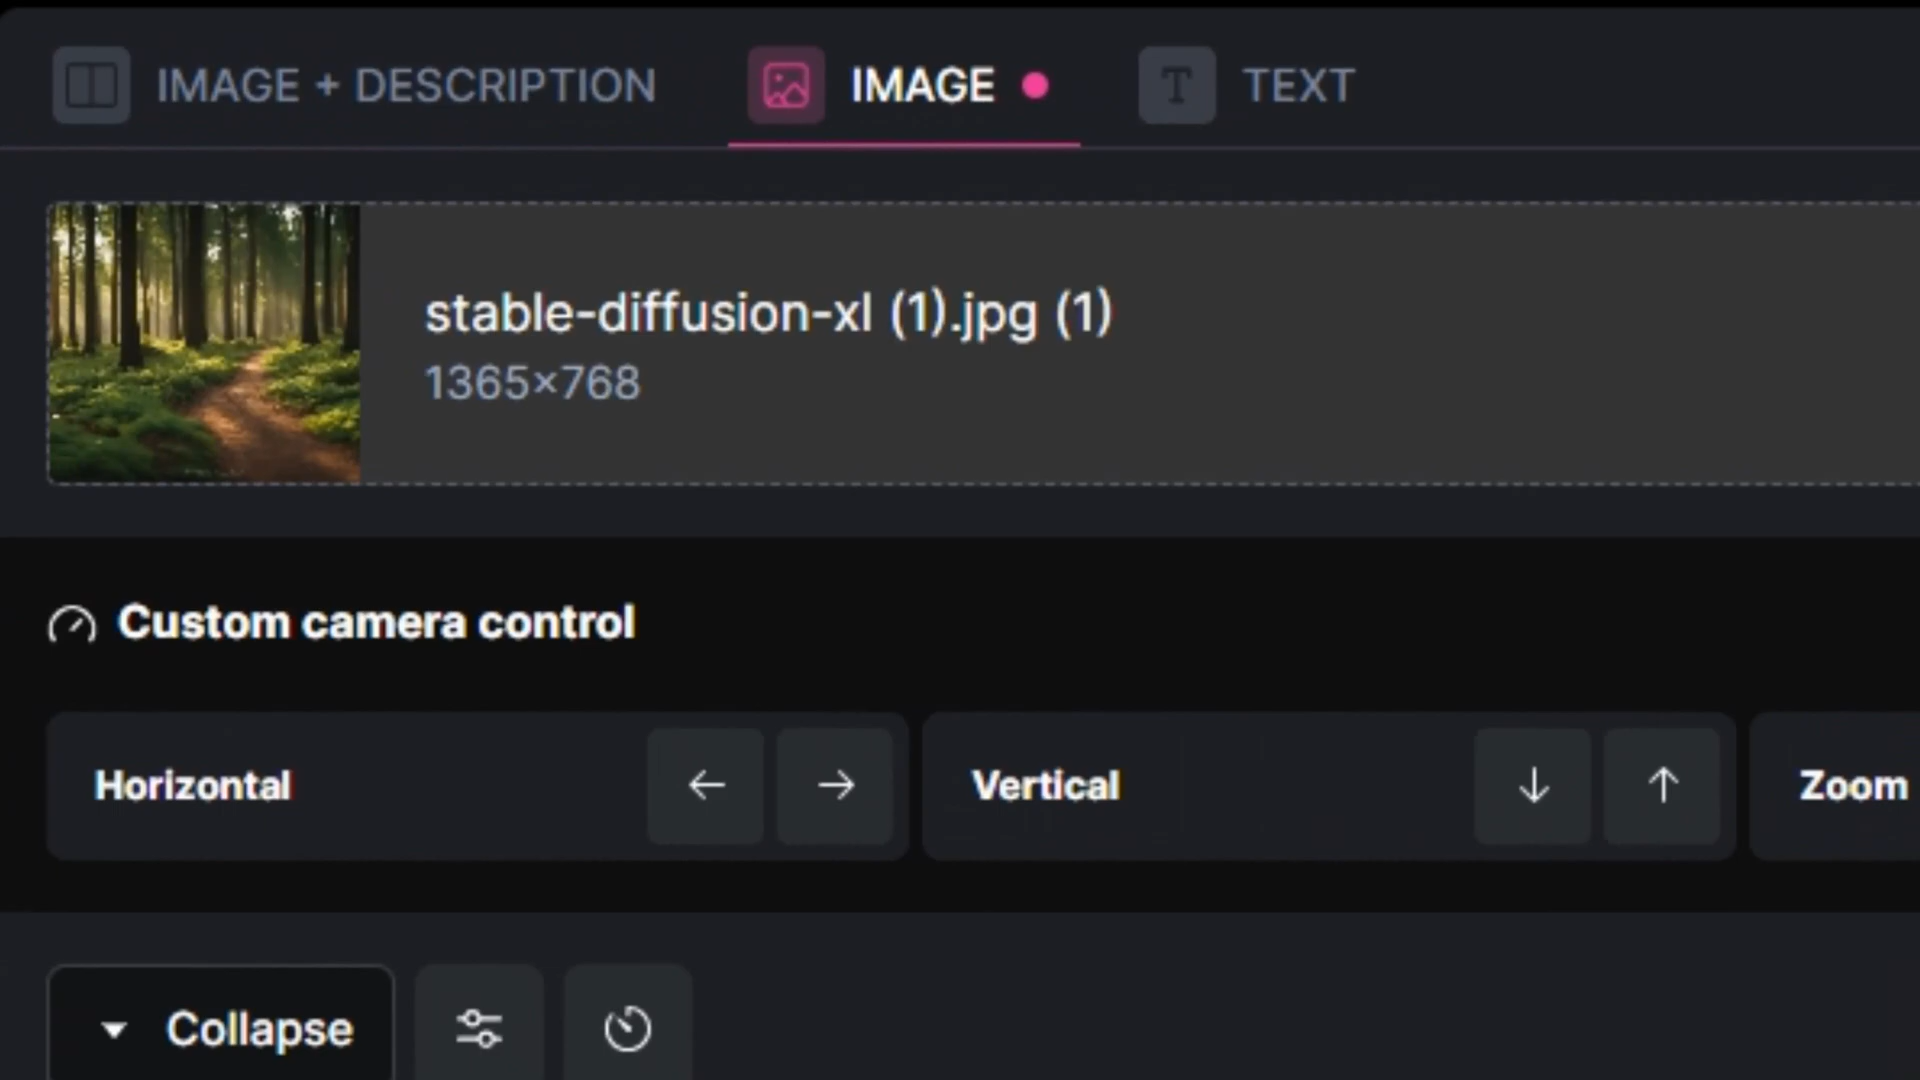 IMAGE + DESCRIPTION
IMAGE
TEXT
stable-diffusion-xl (1).jpg (1)
1365×768
Custom camera control
Horizontal
Vertical
Zoom
Collapse